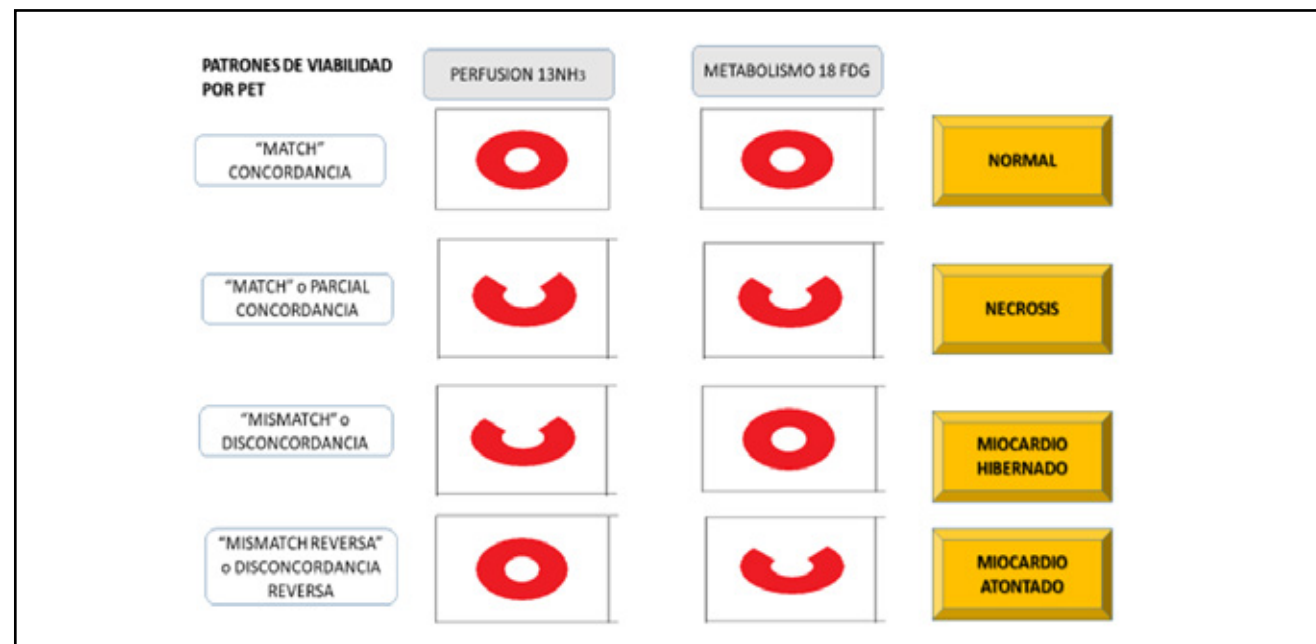 PATRONES DE VIABILIDAD
POR PET
PERFUSION 13NH3
METABOLISMO 18 FDG
"MATCH"
CONCORDANCIA
NORMAL
"MATCH" o PARCIAL
CONCORDANCIA
NECROSIS
"MISMATCH" o
DISCONCORDANCIA
MIOCARDIO
HIBERNADO
"MISMATCH REVERSA"
o DISCONCORDANCIA
REVERSA
MIOCARDIO
ATONTADO